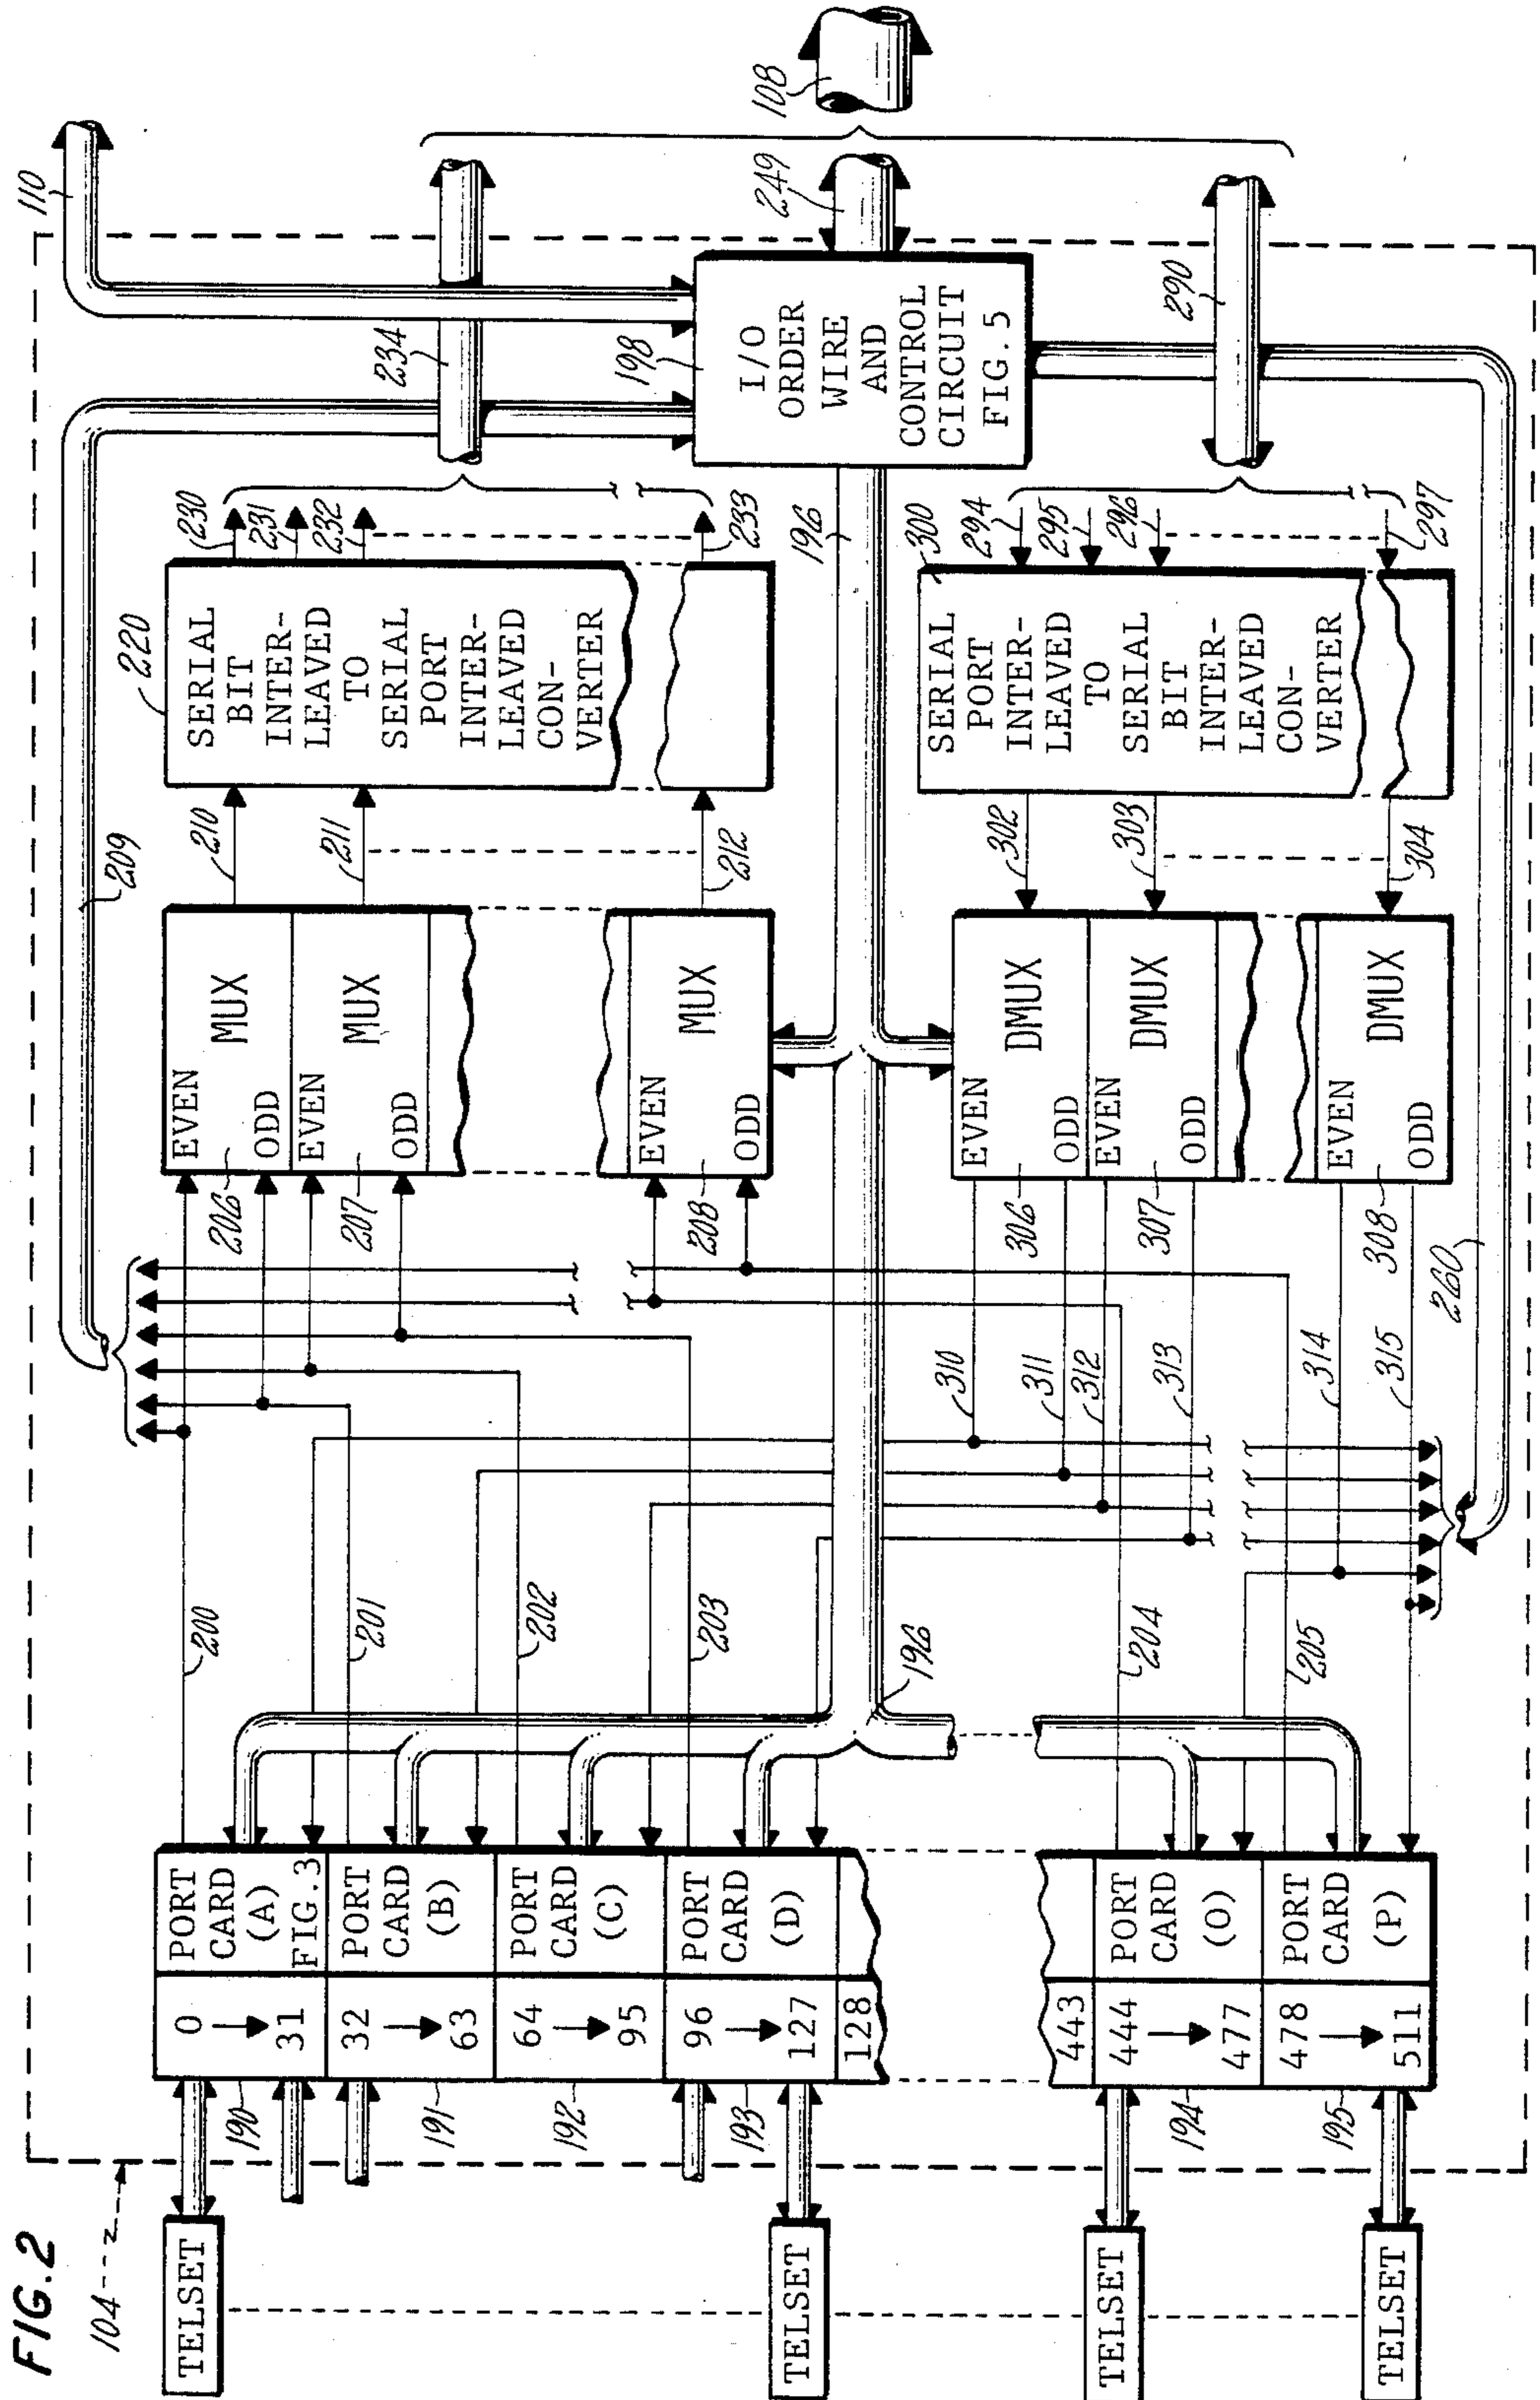 FIG.2
104
TELSET
TELSET
TELSET
TELSET
190
191
192
193
194
195
0 → 31
32 → 63
64 → 95
96 → 127
128
443
444 → 477
478 → 511
PORT
CARD
(A)
FIG.3
PORT
CARD
(B)
PORT
CARD
(C)
PORT
CARD
(D)
PORT
CARD
(O)
PORT
CARD
(P)
200
201
202
203
196
204
205
310
311
312
313
314
315
260
206
207
208
306
307
308
EVEN
MUX
ODD
EVEN
MUX
ODD
EVEN
MUX
ODD
EVEN
DMUX
ODD
EVEN
DMUX
ODD
EVEN
DMUX
ODD
209
210
211
212
302
303
304
220
SERIAL
BIT
INTER-
LEAVED
TO
SERIAL
PORT
INTER-
LEAVED
CON-
VERTER
300
SERIAL
PORT
INTER-
LEAVED
TO
SERIAL
BIT
INTER-
LEAVED
CON-
VERTER
230
231
232
233
196
294
295
296
297
234
198
I/O
ORDER
WIRE
AND
CONTROL
CIRCUIT
FIG. 5
290
110
249
108